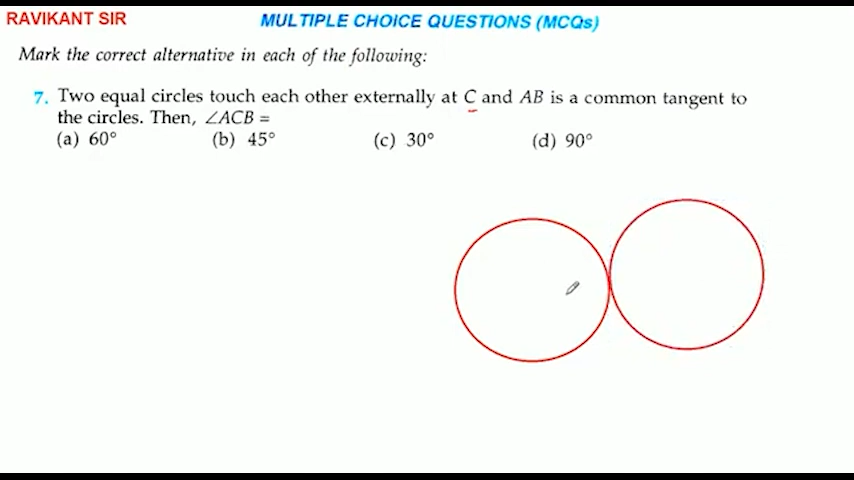 RAVIKANT SIR
MULTIPLE CHOICE QUESTIONS (MCQs)
Mark the correct alternative in each of the following:
7. Two equal circles touch each other externally at C and AB is a common tangent to
the circles. Then, ∠ACB =
(a) 60° (b) 45° (c) 30° (d) 90°